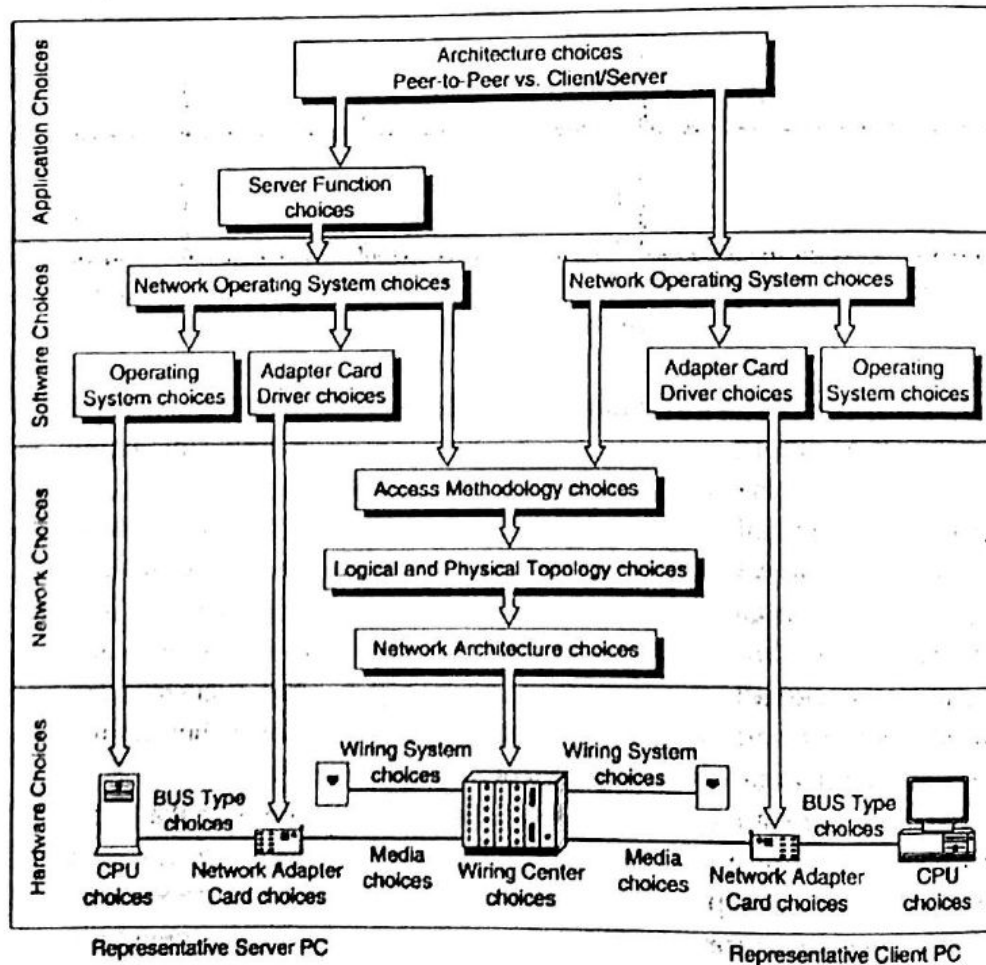 Application Choices
Architecture choices
Peer-to-Peer vs. Client/Server
Server Function
choices
Software Choices
Network Operating System choices
Network Operating System choices
Operating
System choices
Adapter Card
Driver choices
Adapter Card
Driver choices
Operating
System choices
Network Choices
Access Methodology choices
Logical and Physical Topology choices
Network Architecture choices
Hardware Choices
Wiring System
choices
Wiring System
choices
BUS Type
choices
BUS Type
choices
CPU
choices
Network Adapter
Card choices
Media
choices
Wiring Center
choices
Media
choices
Network Adapter
Card choices
CPU
choices
Representative Server PC
Representative Client PC